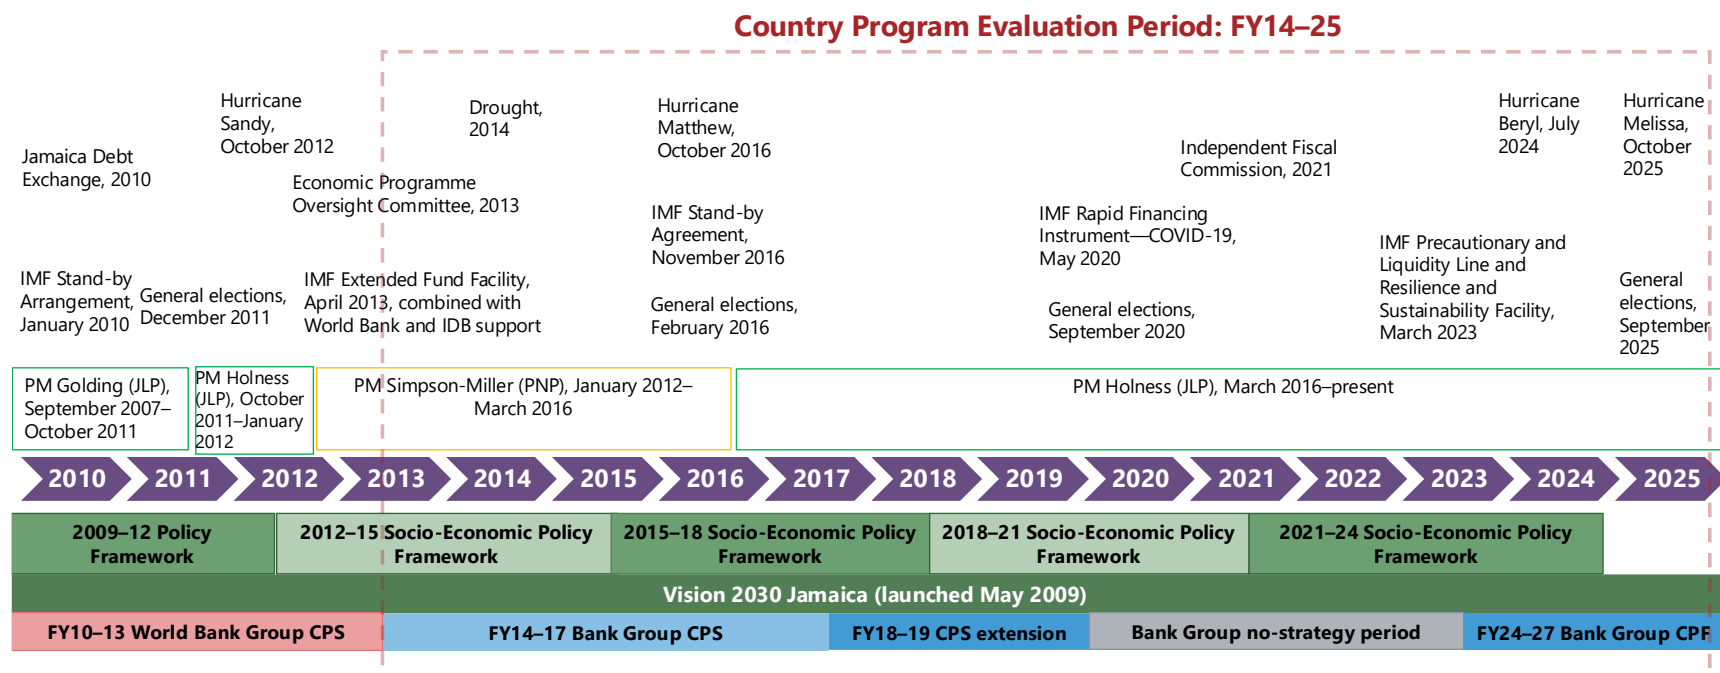 Country Program Evaluation Period: FY14–25
Jamaica Debt
Exchange, 2010
Hurricane
Sandy,
October 2012
Drought,
2014
Hurricane
Matthew,
October 2016
Independent Fiscal
Commission, 2021
Hurricane
Beryl, July
2024
Hurricane
Melissa,
October
2025
Economic Programme
Oversight Committee, 2013
IMF Stand-by
Agreement,
November 2016
IMF Rapid Financing
Instrument—COVID-19,
May 2020
IMF Precautionary and
Liquidity Line and
Resilience and
Sustainability Facility,
March 2023
IMF Stand-by
Arrangement,
January 2010
General elections,
December 2011
IMF Extended Fund Facility,
April 2013, combined with
World Bank and IDB support
General elections,
February 2016
General elections,
September 2020
General
elections,
September
2025
PM Golding (JLP),
September 2007–
October 2011
PM Holness
(JLP), October
2011–January
2012
PM Simpson-Miller (PNP), January 2012–
March 2016
PM Holness (JLP), March 2016–present
2010
2011
2012
2013
2014
2015
2016
2017
2018
2019
2020
2021
2022
2023
2024
2025
2009–12 Policy
Framework
2012–15 Socio-Economic Policy
Framework
2015–18 Socio-Economic Policy
Framework
2018–21 Socio-Economic Policy
Framework
2021–24 Socio-Economic Policy
Framework
Vision 2030 Jamaica (launched May 2009)
FY10–13 World Bank Group CPS
FY14–17 Bank Group CPS
FY18–19 CPS extension
Bank Group no-strategy period
FY24–27 Bank Group CPF